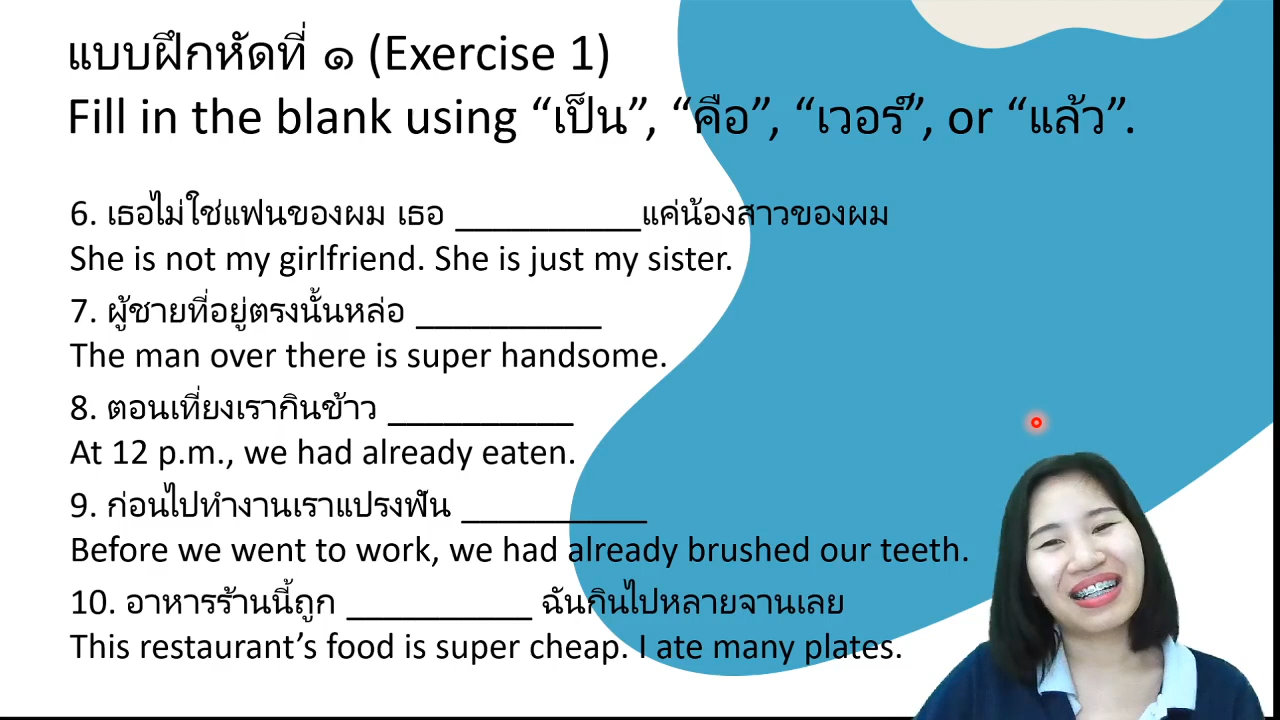 แบบฝึกหัดที่ ๑ (Exercise 1)
Fill in the blank using “เป็น”, “คือ”, “เวอร์”, or “แล้ว”.
6. เธอไม่ใช่แฟนของผม เธอ __________แค่น้องสาวของผม
She is not my girlfriend. She is just my sister.
7. ผู้ชายที่อยู่ตรงนั้นหล่อ __________
The man over there is super handsome.
8. ตอนเที่ยงเรากินข้าว __________
At 12 p.m., we had already eaten.
9. ก่อนไปทำงานเราแปรงฟัน __________
Before we went to work, we had already brushed our teeth.
10. อาหารร้านนี้ถูก __________ ฉันกินไปหลายจานเลย
This restaurant’s food is super cheap. I ate many plates.